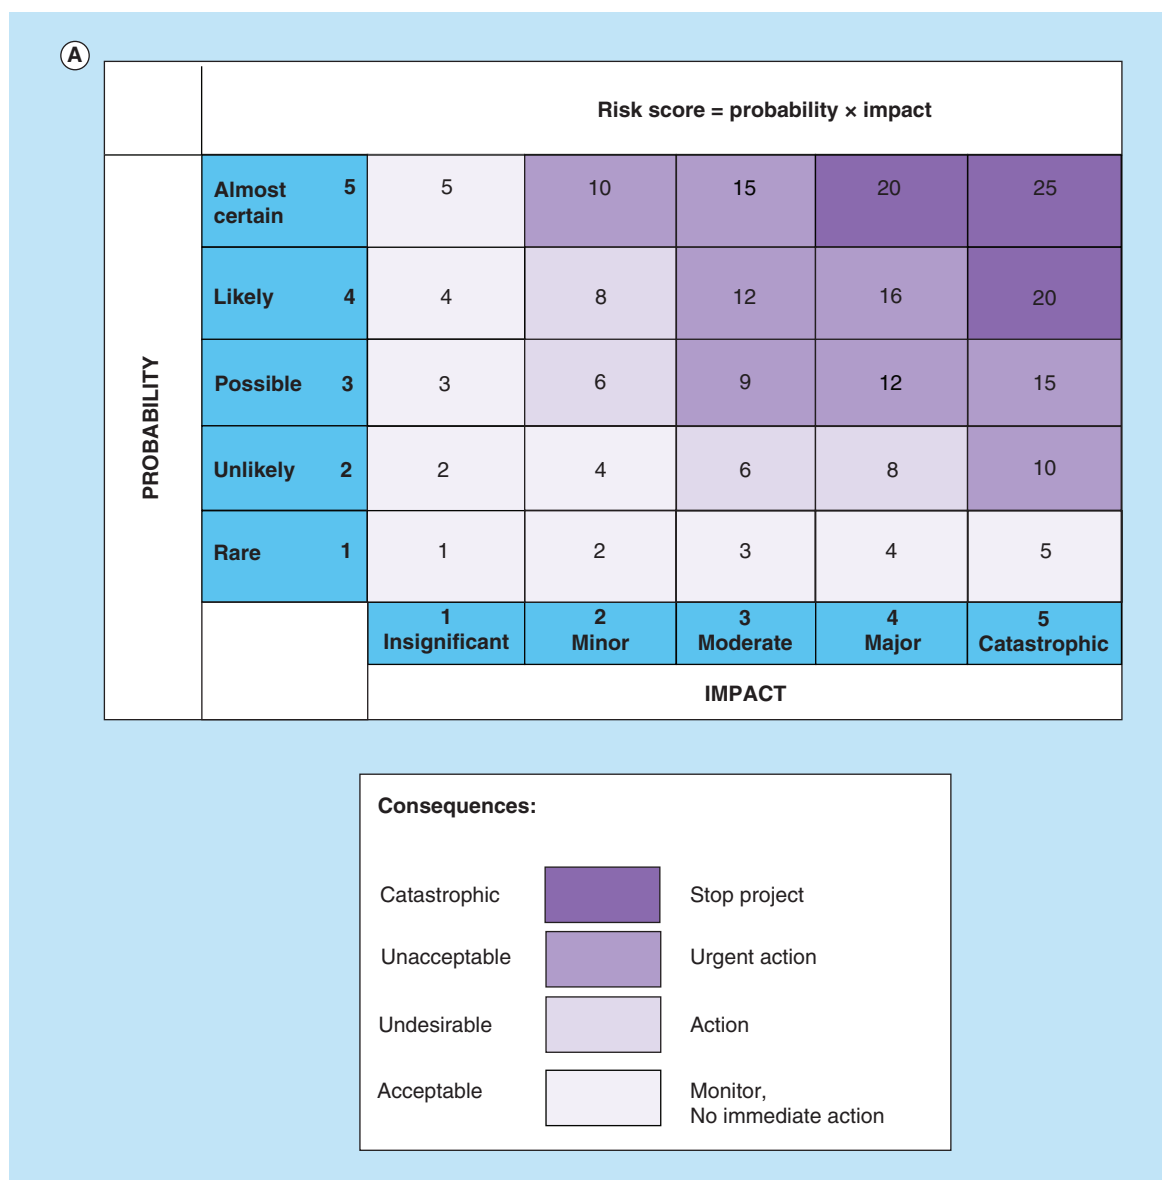 A
Risk score = probability × impact
PROBABILITY
Almost certain 5 5 10 15 20 25
Likely 4 4 8 12 16 20
Possible 3 3 6 9 12 15
Unlikely 2 2 4 6 8 10
Rare 1 1 2 3 4 5
1 2 3 4 5
Insignificant Minor Moderate Major Catastrophic
IMPACT
Consequences:
Catastrophic Stop project
Unacceptable Urgent action
Undesirable Action
Acceptable Monitor,
No immediate action